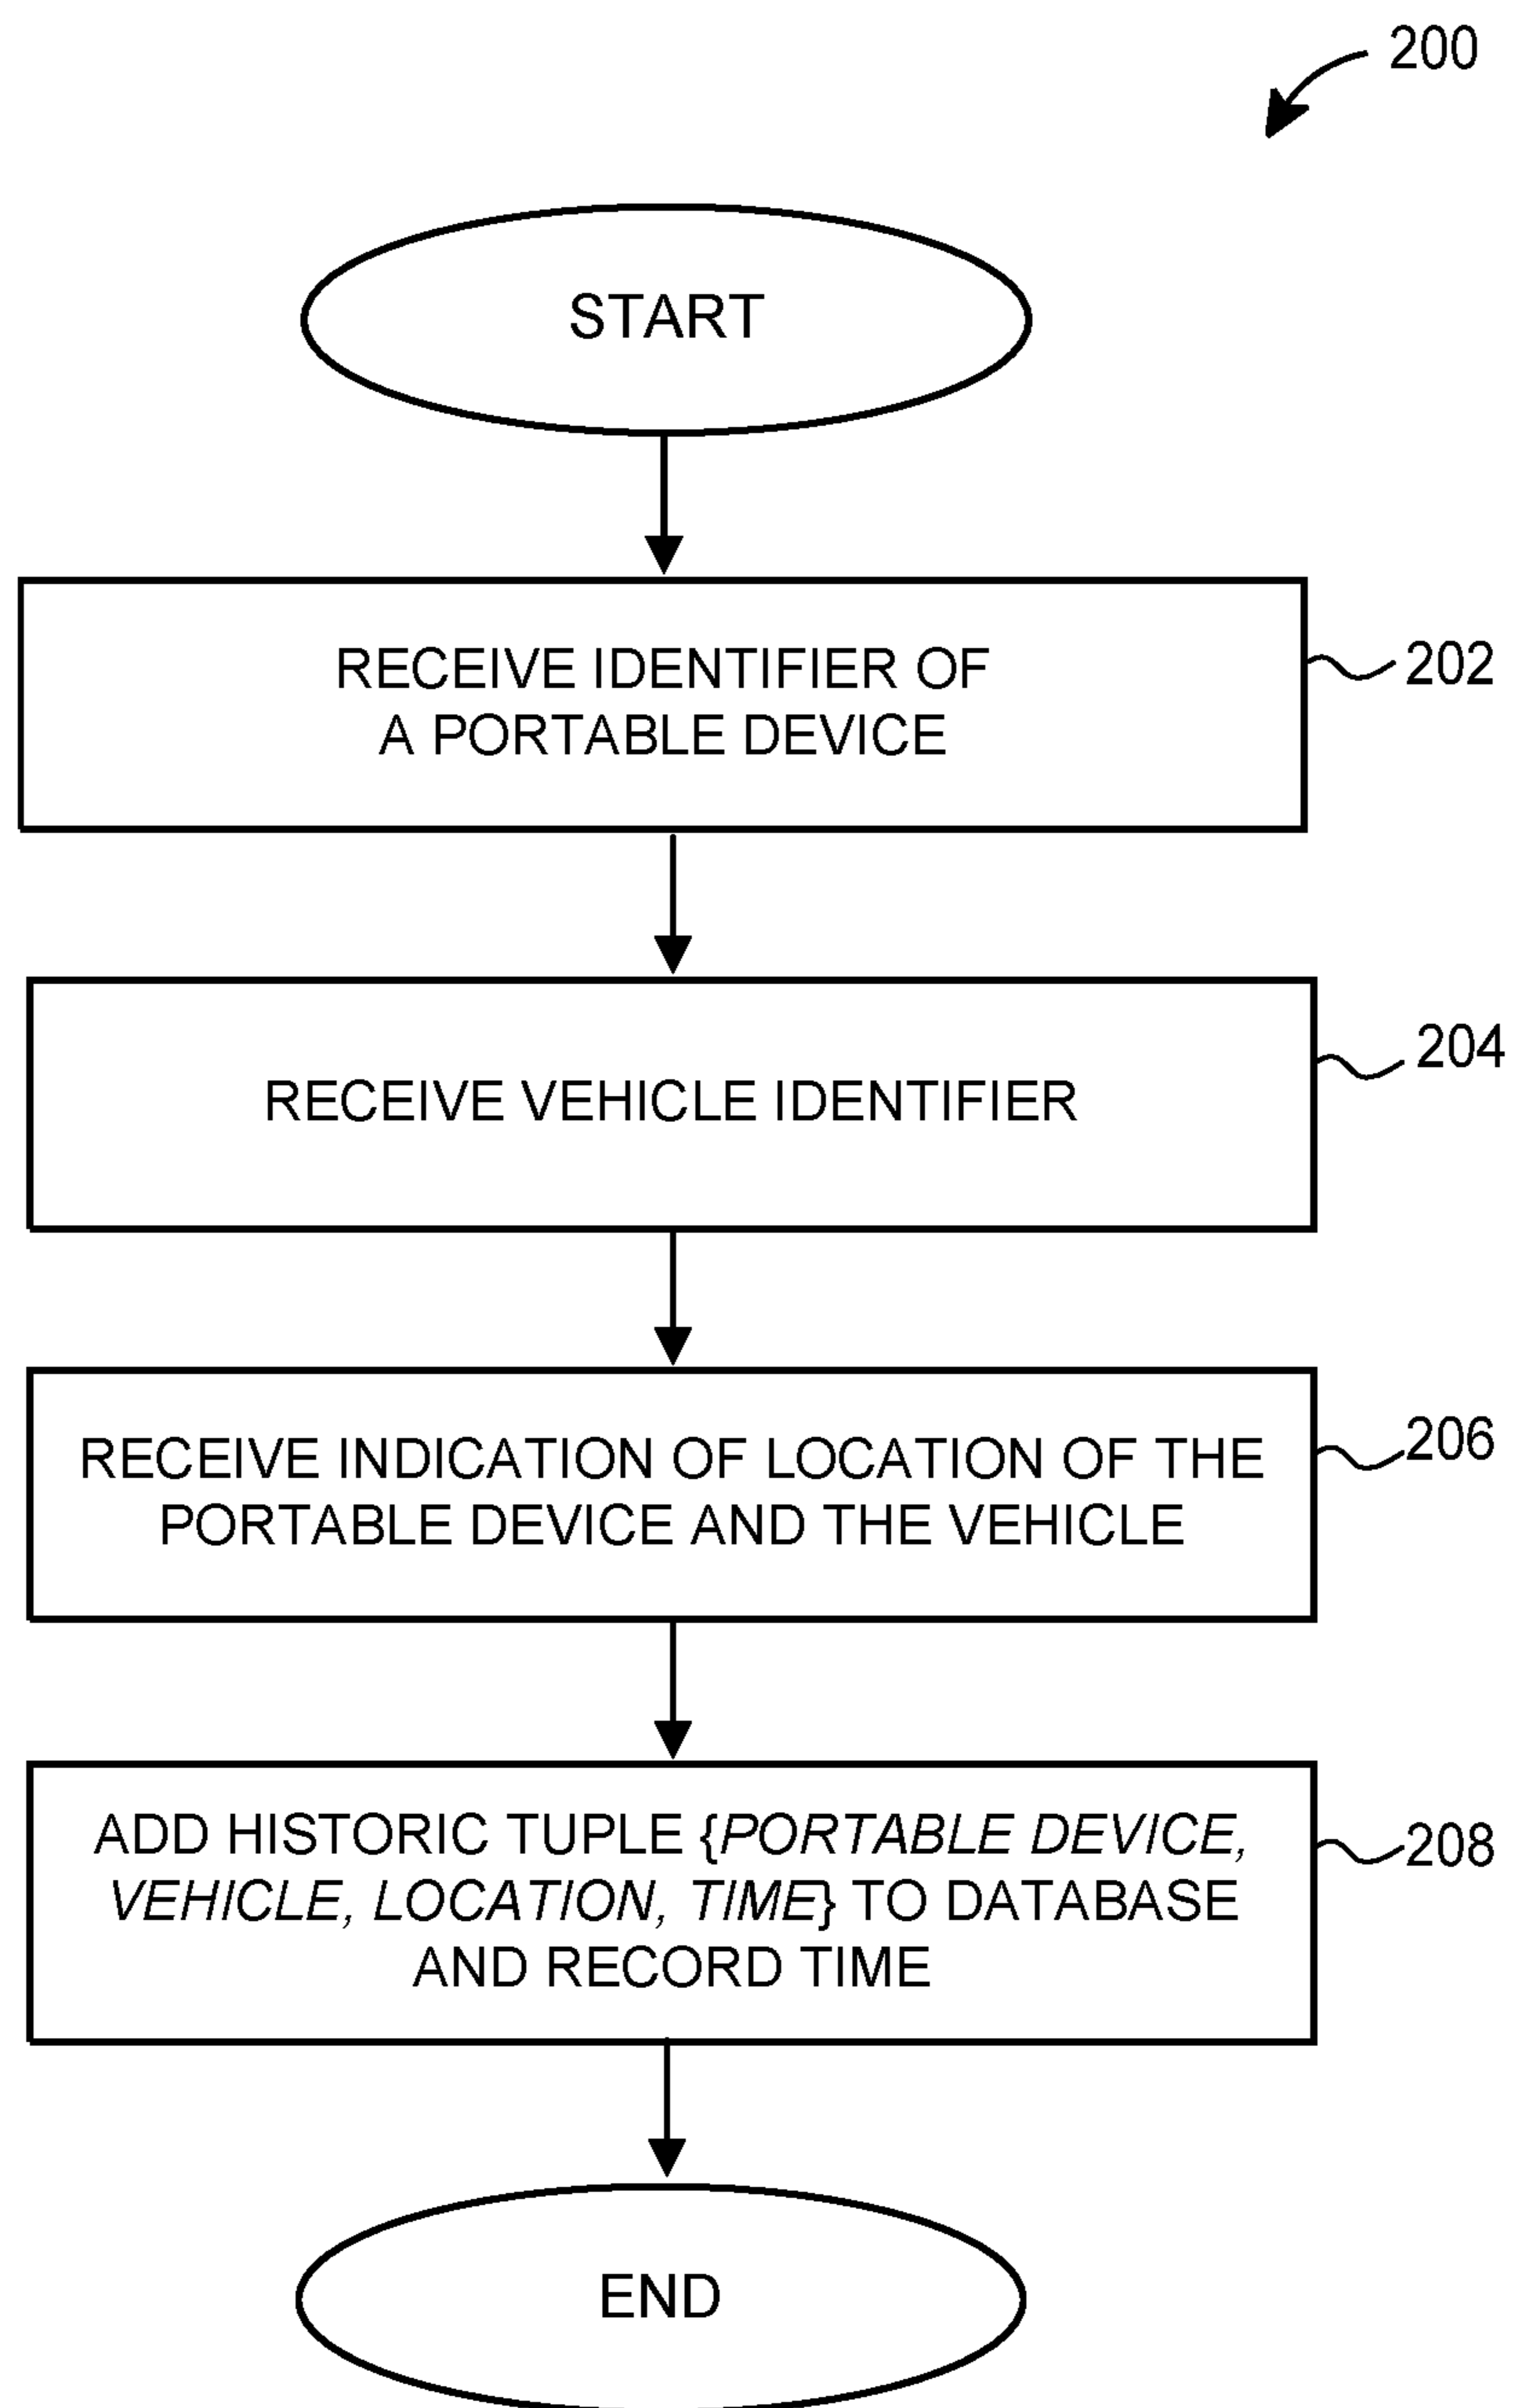 200
START
RECEIVE IDENTIFIER OF
A PORTABLE DEVICE
202
RECEIVE VEHICLE IDENTIFIER
204
RECEIVE INDICATION OF LOCATION OF THE
PORTABLE DEVICE AND THE VEHICLE
206
ADD HISTORIC TUPLE {PORTABLE DEVICE,
VEHICLE, LOCATION, TIME} TO DATABASE
AND RECORD TIME
208
END